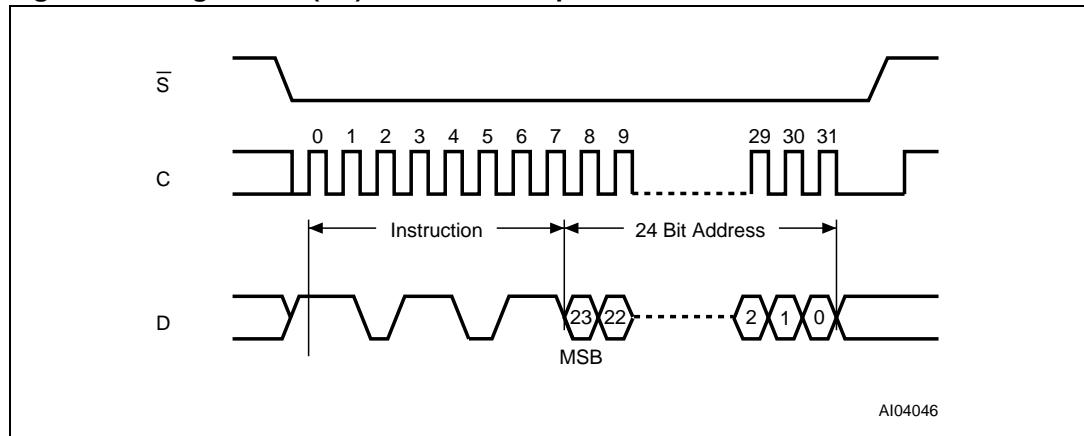 S̅
0 1 2 3 4 5 6 7 8 9 29 30 31
C
Instruction 24 Bit Address
D
23 22 2 1 0
MSB
AI04046